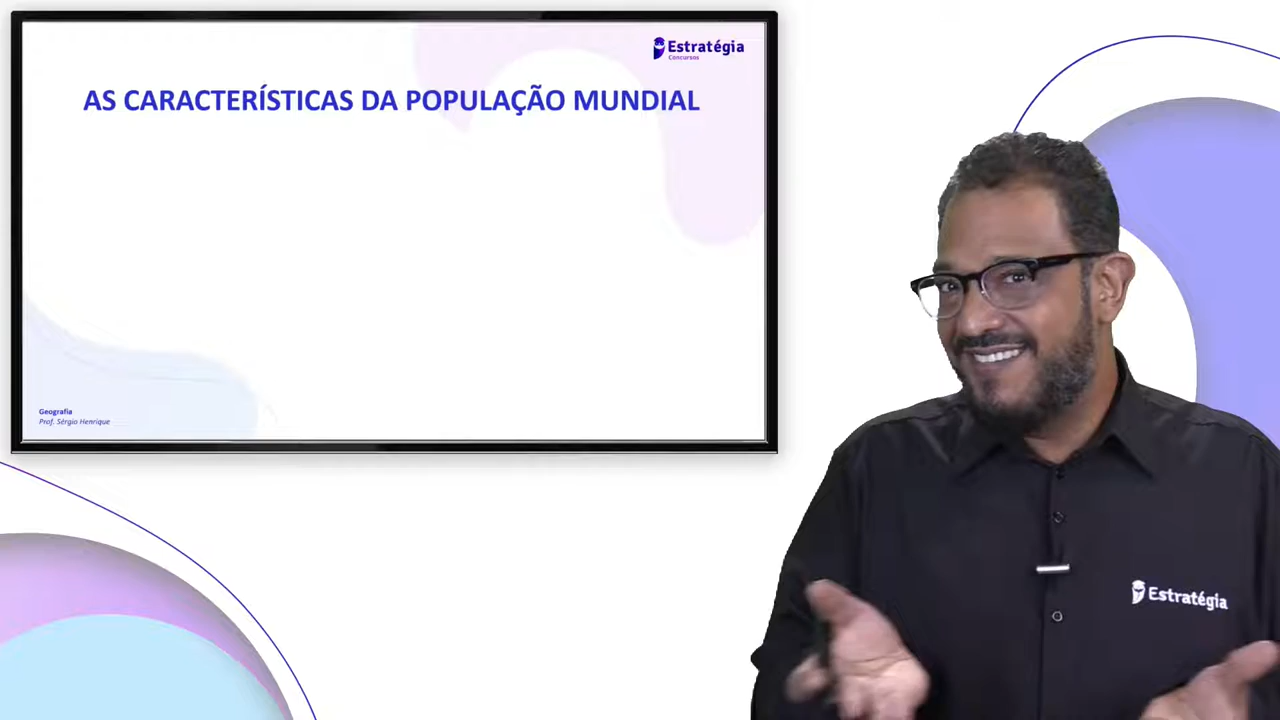 Estratégia
Concursos
AS CARACTERÍSTICAS DA POPULAÇÃO MUNDIAL
Geografia
Prof. Sérgio Henrique
Estratégia